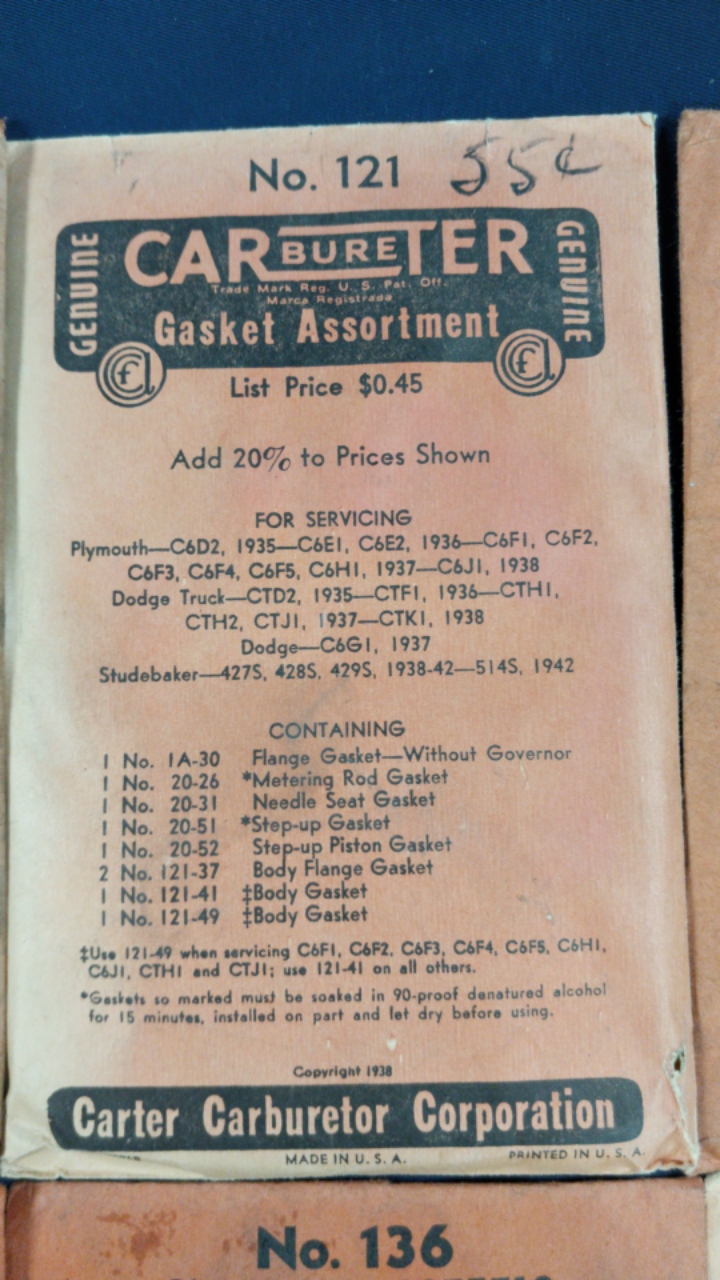 No. 121 55¢
GENUINE
CARBURETER
GENUINE
Trade Mark Reg. U. S. Pat. Off.
Marca Registrada
Gasket Assortment
CCC
CCC
List Price $0.45
Add 20% to Prices Shown
FOR SERVICING
Plymouth—C6D2, 1935—C6E1, C6E2, 1936—C6F1, C6F2,
C6F3, C6F4, C6F5, C6H1, 1937—C6J1, 1938
Dodge Truck—CTD2, 1935—CTF1, 1936—CTH1,
CTH2, CTJ1, 1937—CTK1, 1938
Dodge—C6G1, 1937
Studebaker—427S, 428S, 429S, 1938-42—514S, 1942
CONTAINING
1 No. 1A-30 Flange Gasket—Without Governor
1 No. 20-26 *Metering Rod Gasket
1 No. 20-31 Needle Seat Gasket
1 No. 20-51 *Step-up Gasket
1 No. 20-52 Step-up Piston Gasket
2 No. 121-37 Body Flange Gasket
1 No. 121-41 ‡Body Gasket
1 No. 121-49 ‡Body Gasket
‡Use 121-49 when servicing C6F1, C6F2, C6F3, C6F4, C6F5, C6H1,
C6J1, CTH1 and CTJ1; use 121-41 on all others.
*Gaskets so marked must be soaked in 90-proof denatured alcohol
for 15 minutes, installed on part and let dry before using.
Copyright 1938
Carter Carburetor Corporation
MADE IN U. S. A.
PRINTED IN U. S. A.
No. 136